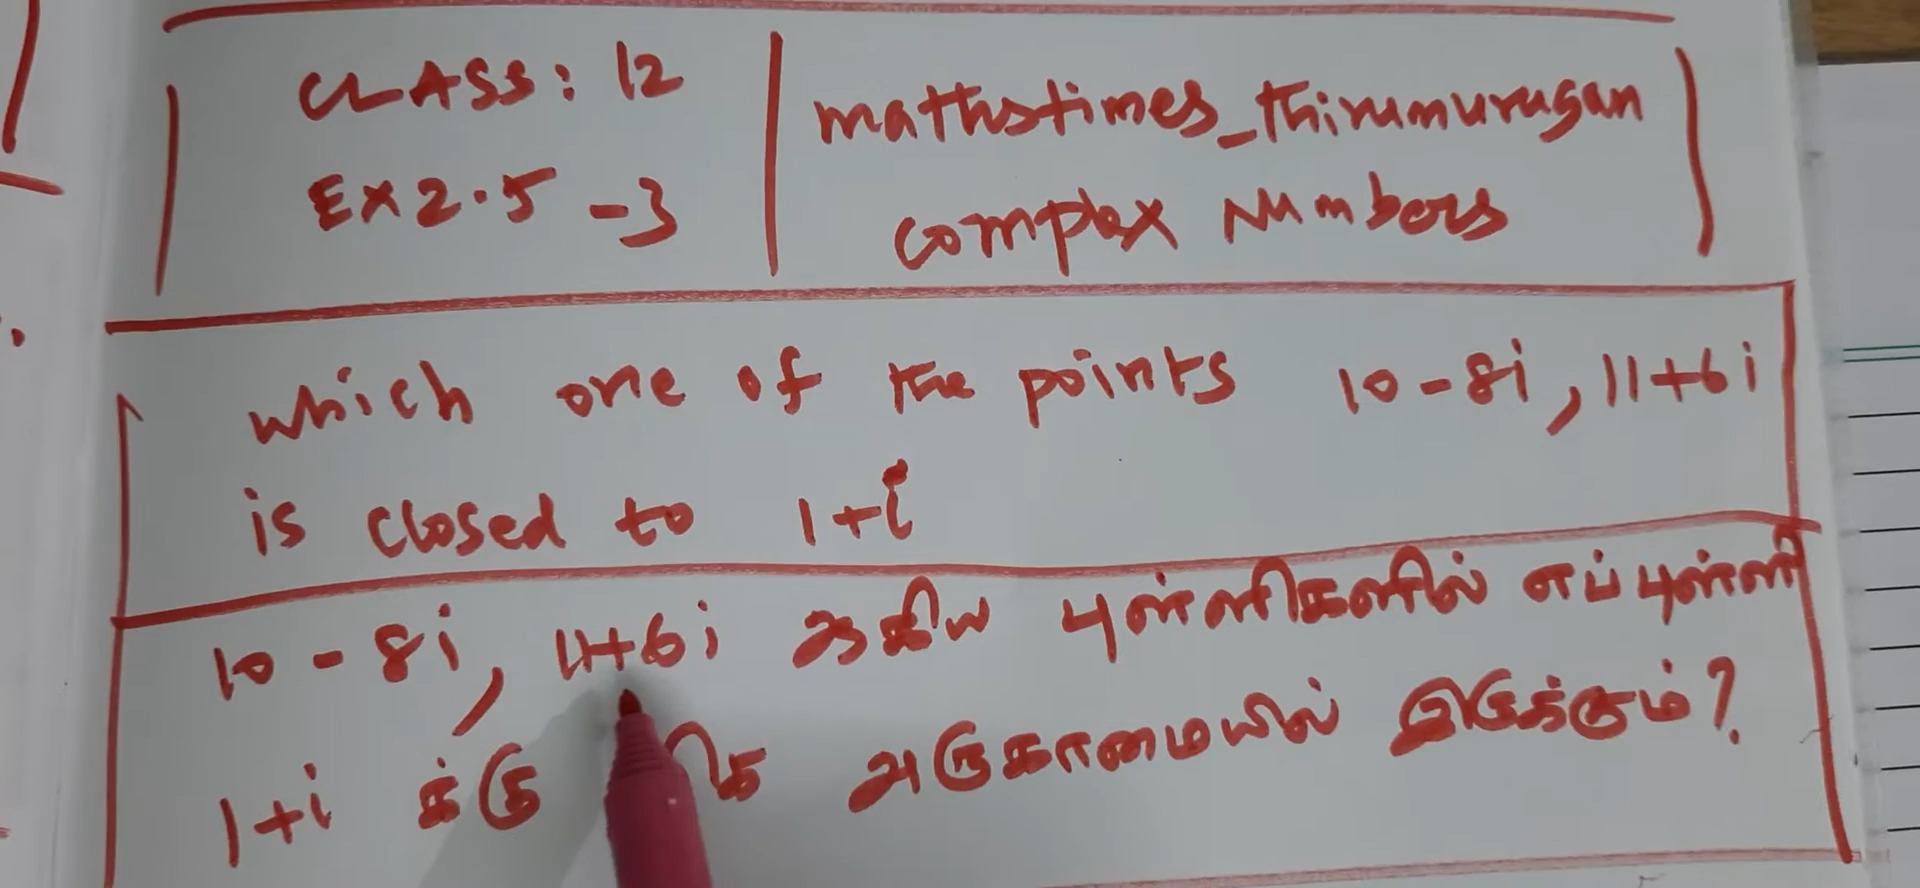 CLASS: 12
EX 2.5 - 3
mathstimes_thirumurugan
complex Numbers
which one of the points 10 - 8i, 11+6i
is closed to 1+i
10 - 8i, 11+6i ஆகிய புள்ளிகளில் எப்புள்ளி
1+i க்கு அருகாமையில் இருக்கும்?